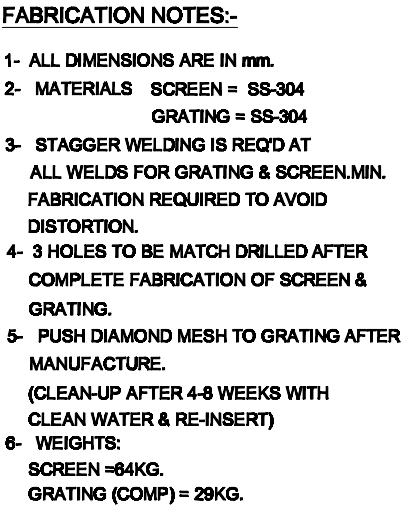 FABRICATION NOTES:-
1- ALL DIMENSIONS ARE IN mm.
2- MATERIALS SCREEN = SS-304
GRATING = SS-304
3- STAGGER WELDING IS REQ'D AT
ALL WELDS FOR GRATING & SCREEN.MIN.
FABRICATION REQUIRED TO AVOID
DISTORTION.
4- 3 HOLES TO BE MATCH DRILLED AFTER
COMPLETE FABRICATION OF SCREEN &
GRATING.
5- PUSH DIAMOND MESH TO GRATING AFTER
MANUFACTURE.
(CLEAN-UP AFTER 4-8 WEEKS WITH
CLEAN WATER & RE-INSERT)
6- WEIGHTS:
SCREEN =64KG.
GRATING (COMP) = 29KG.